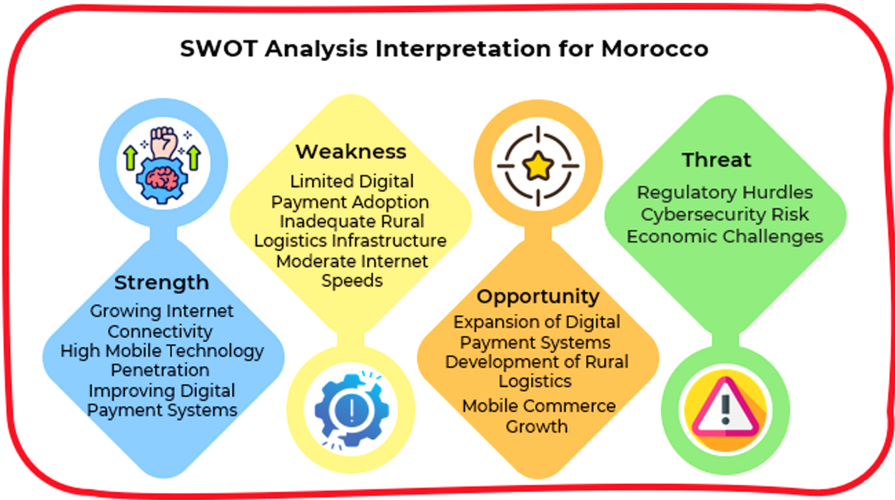 SWOT Analysis Interpretation for Morocco
Strength
Growing Internet
Connectivity
High Mobile Technology
Penetration
Improving Digital
Payment Systems
Weakness
Limited Digital
Payment Adoption
Inadequate Rural
Logistics Infrastructure
Moderate Internet
Speeds
Opportunity
Expansion of Digital
Payment Systems
Development of Rural
Logistics
Mobile Commerce
Growth
Threat
Regulatory Hurdles
Cybersecurity Risk
Economic Challenges